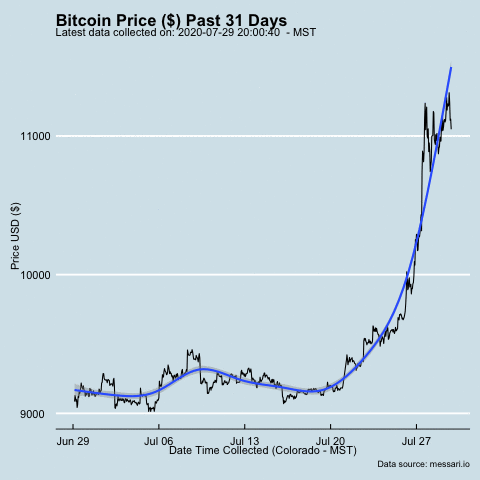 Bitcoin Price ($) Past 31 Days
Latest data collected on: 2020-07-29 20:00:40  - MST
Price USD ($)
11000
10000
9000
Jun 29
Jul 06
Jul 13
Jul 20
Jul 27
Date Time Collected (Colorado - MST)
Data source: messari.io